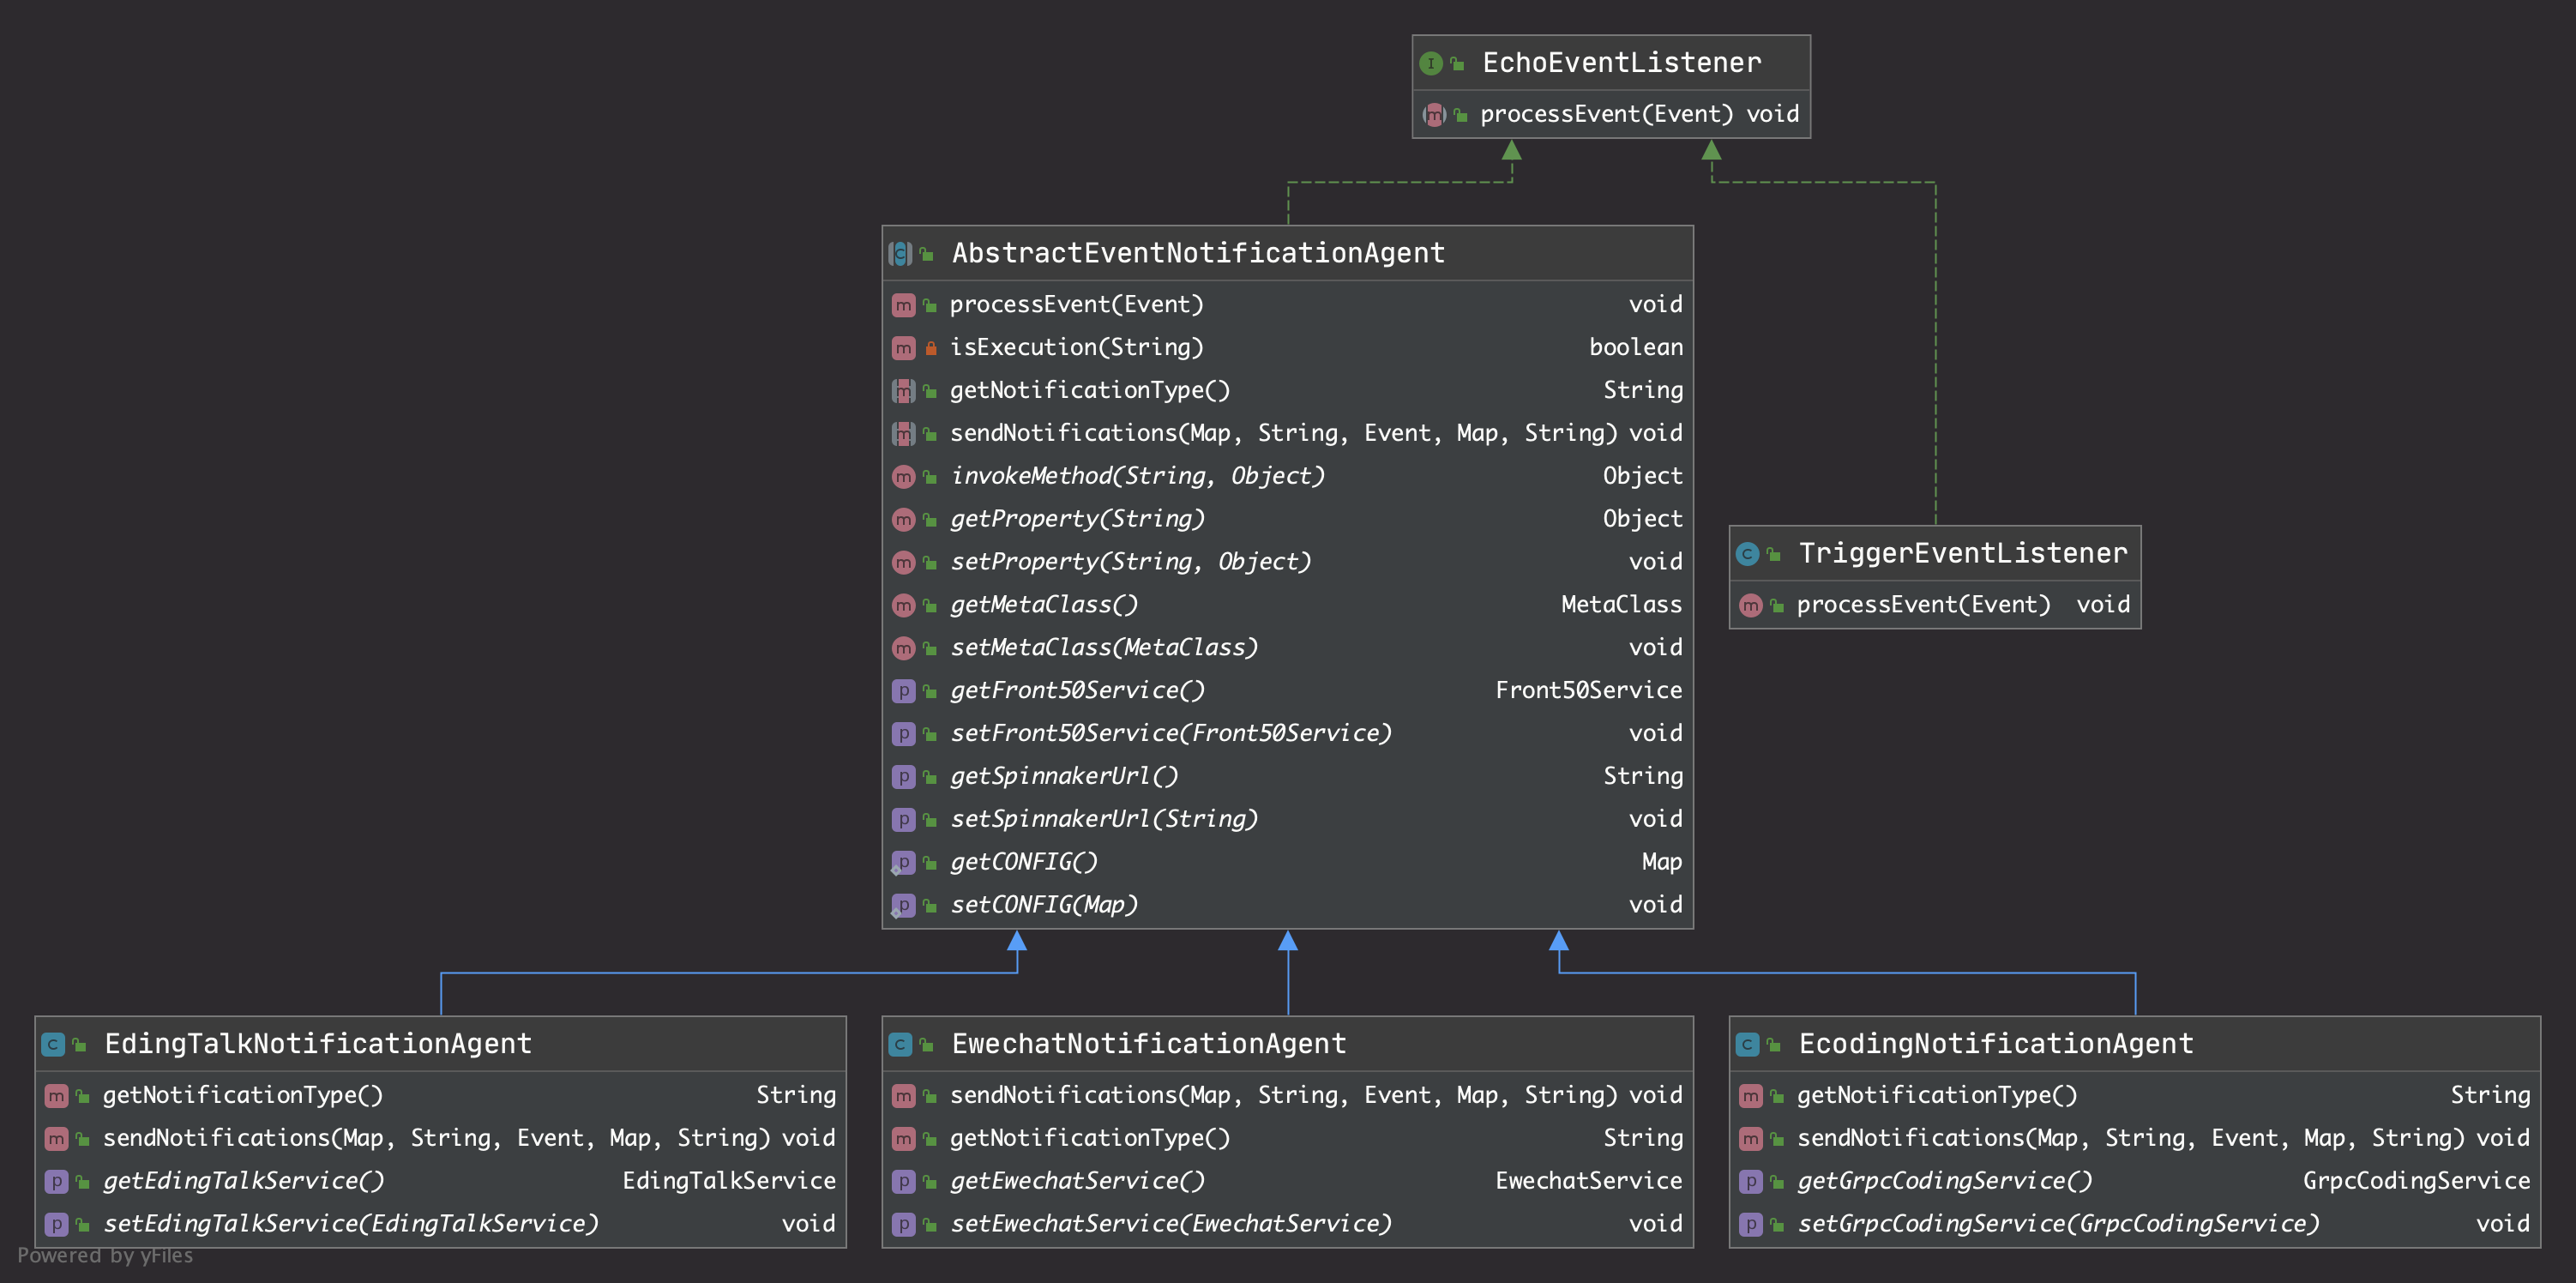 EchoEventListener
processEvent(Event) void
AbstractEventNotificationAgent
processEvent(Event) void
isExecution(String) boolean
getNotificationType() String
sendNotifications(Map, String, Event, Map, String) void
invokeMethod(String, Object) Object
getProperty(String) Object
setProperty(String, Object) void
getMetaClass() MetaClass
setMetaClass(MetaClass) void
getFront50Service() Front50Service
setFront50Service(Front50Service) void
getSpinnakerUrl() String
setSpinnakerUrl(String) void
getCONFIG() Map
setCONFIG(Map) void
TriggerEventListener
processEvent(Event) void
EdingTalkNotificationAgent
getNotificationType() String
sendNotifications(Map, String, Event, Map, String) void
getEdingTalkService() EdingTalkService
setEdingTalkService(EdingTalkService) void
EwechatNotificationAgent
sendNotifications(Map, String, Event, Map, String) void
getNotificationType() String
getEwechatService() EwechatService
setEwechatService(EwechatService) void
EcodingNotificationAgent
getNotificationType() String
sendNotifications(Map, String, Event, Map, String) void
getGrpcCodingService() GrpcCodingService
setGrpcCodingService(GrpcCodingService) void
Powered by yFiles